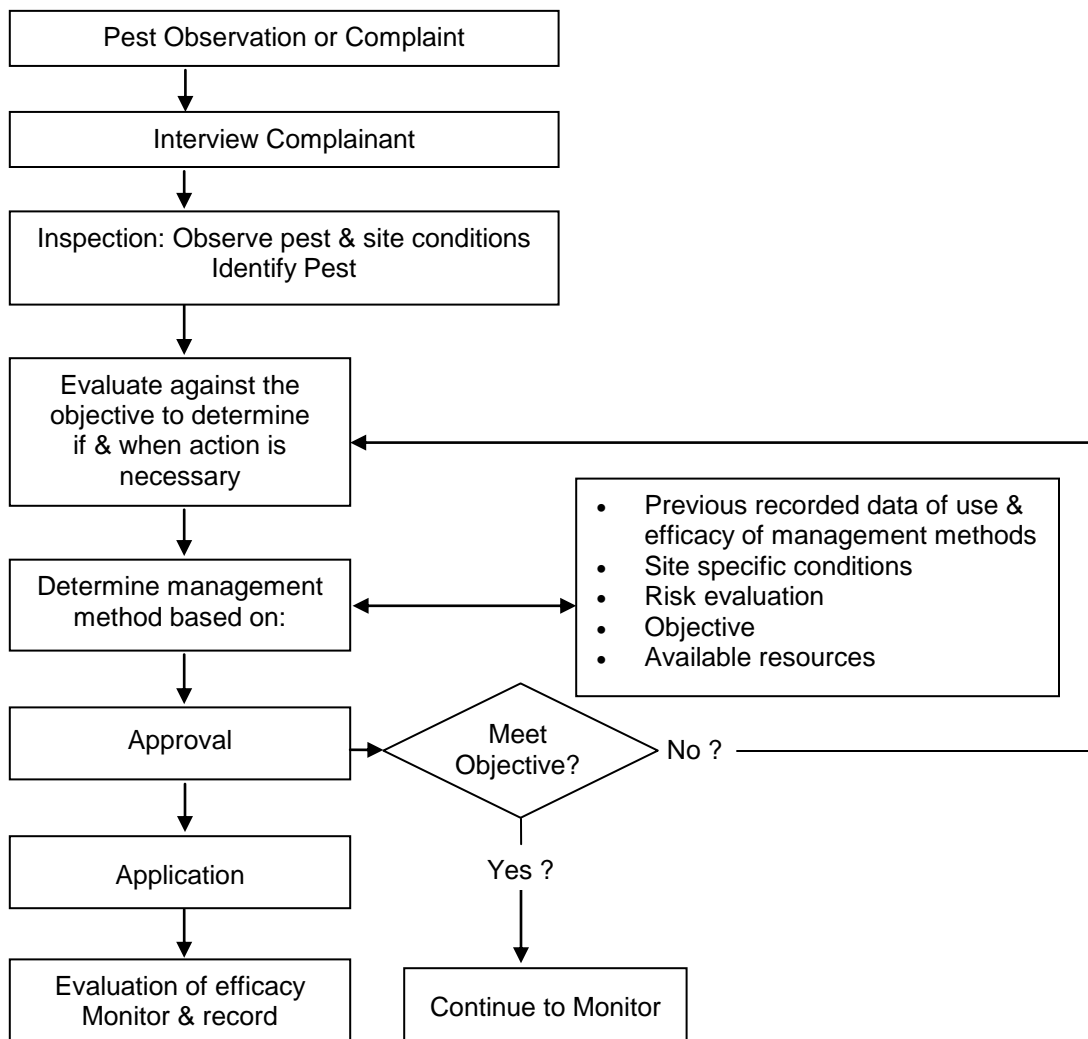 Pest Observation or Complaint
Interview Complainant
Inspection: Observe pest & site conditions
Identify Pest
Evaluate against the
objective to determine
if & when action is
necessary
Determine management
method based on:
• Previous recorded data of use &
efficacy of management methods
• Site specific conditions
• Risk evaluation
• Objective
• Available resources
Approval
Meet
Objective?
No ?
Yes ?
Application
Evaluation of efficacy
Monitor & record
Continue to Monitor